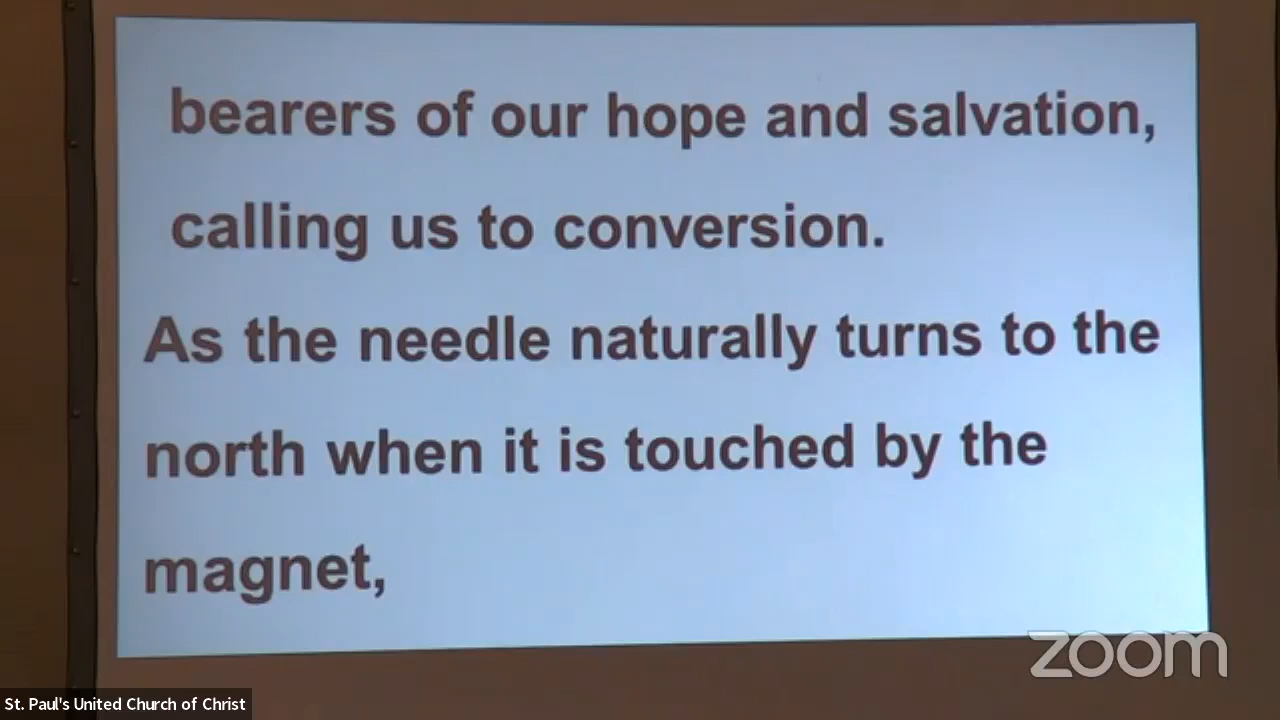 bearers of our hope and salvation,
calling us to conversion.
As the needle naturally turns to the
north when it is touched by the
magnet,
zoom
St. Paul's United Church of Christ